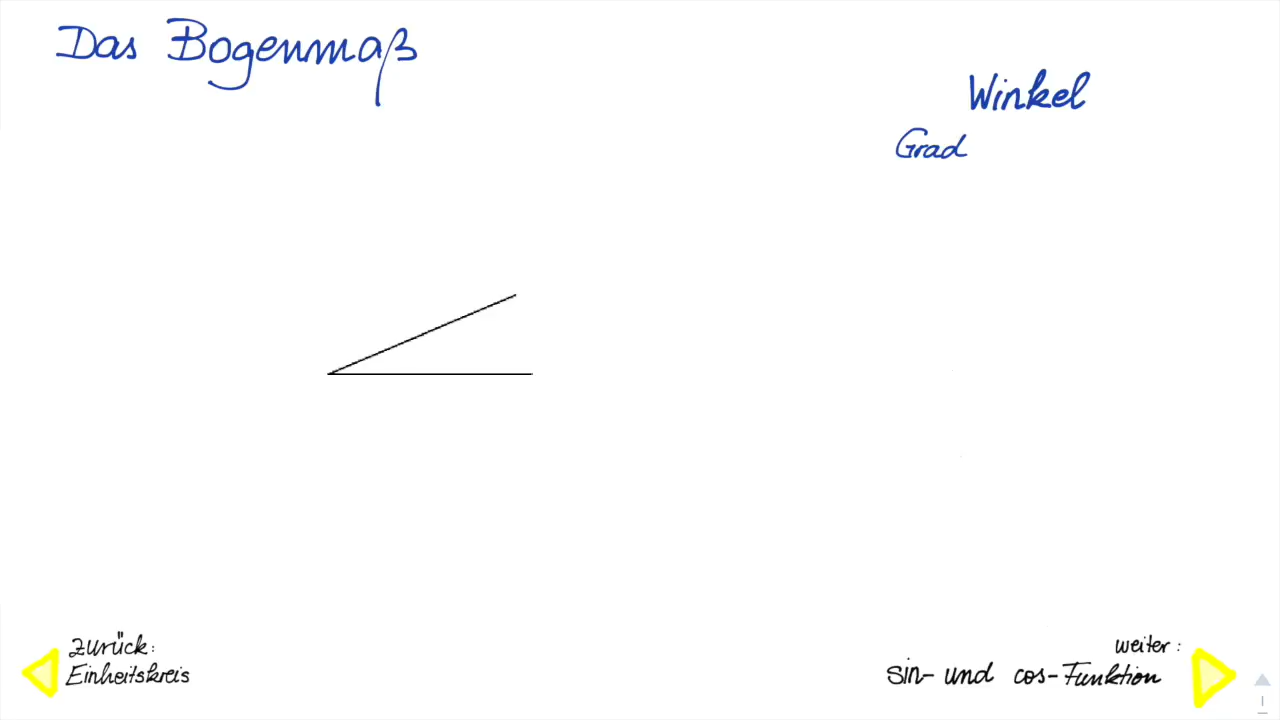 Das Bogenmaß
Winkel
Grad
zurück:
Einheitskreis
weiter:
sin- und cos-Funktion